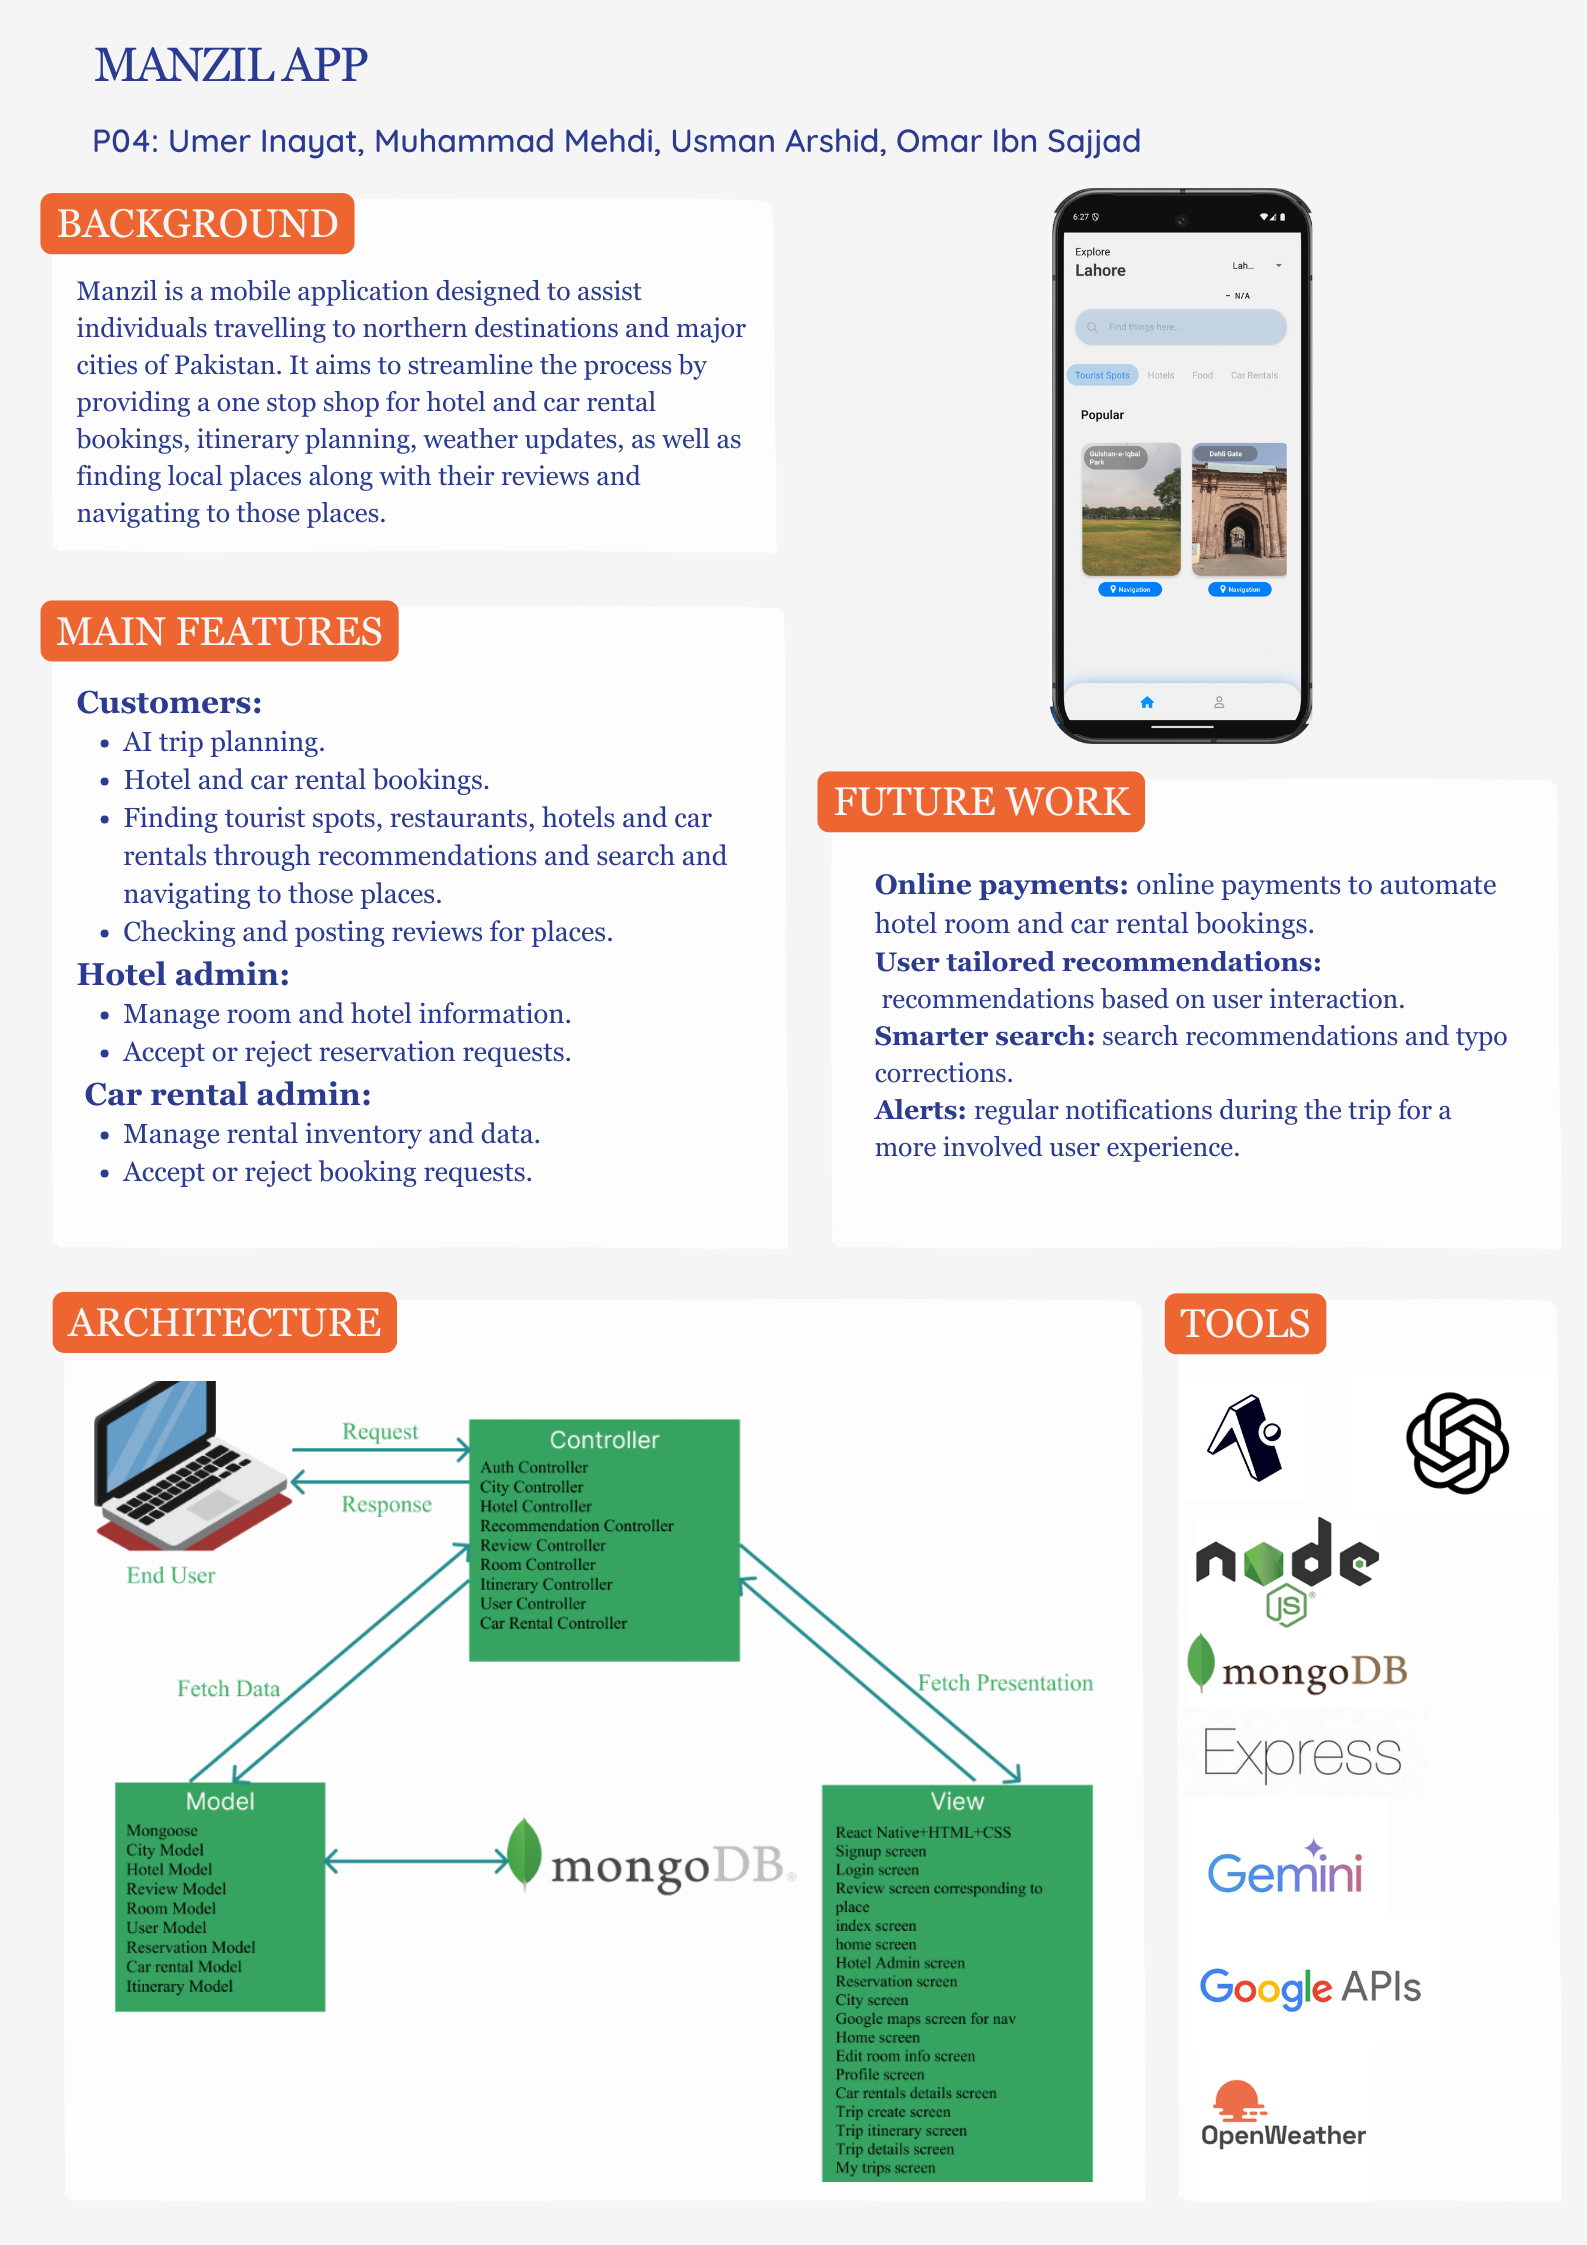 MANZIL APP
P04: Umer Inayat, Muhammad Mehdi, Usman Arshid, Omar Ibn Sajjad
BACKGROUND
Manzil is a mobile application designed to assist
individuals travelling to northern destinations and major
cities of Pakistan. It aims to streamline the process by
providing a one stop shop for hotel and car rental
bookings, itinerary planning, weather updates, as well as
finding local places along with their reviews and
navigating to those places.
6:27
Explore
Lahore
Lah...
- N/A
Find things here...
Tourist Spots Hotels Food Car Rentals
Popular
Gulshan-e-Iqbal
Park
Dehli Gate
Navigation
Navigation
MAIN FEATURES
Customers:
• AI trip planning.
• Hotel and car rental bookings.
• Finding tourist spots, restaurants, hotels and car
rentals through recommendations and search and
navigating to those places.
• Checking and posting reviews for places.
Hotel admin:
• Manage room and hotel information.
• Accept or reject reservation requests.
Car rental admin:
• Manage rental inventory and data.
• Accept or reject booking requests.
FUTURE WORK
Online payments: online payments to automate
hotel room and car rental bookings.
User tailored recommendations:
recommendations based on user interaction.
Smarter search: search recommendations and typo
corrections.
Alerts: regular notifications during the trip for a
more involved user experience.
ARCHITECTURE
Request
Response
End User
Controller
Auth Controller
City Controller
Hotel Controller
Recommendation Controller
Review Controller
Room Controller
Itinerary Controller
User Controller
Car Rental Controller
Fetch Data
Fetch Presentation
Model
Mongoose
City Model
Hotel Model
Review Model
Room Model
User Model
Reservation Model
Car rental Model
Itinerary Model
mongoDB®
View
React Native+HTML+CSS
Signup screen
Login screen
Review screen corresponding to
place
index screen
home screen
Hotel Admin screen
Reservation screen
City screen
Google maps screen for nav
Home screen
Edit room info screen
Profile screen
Car rentals details screen
Trip create screen
Trip itinerary screen
Trip details screen
My trips screen
TOOLS
node
JS®
mongoDB
Express
Gemini
Google APIs
OpenWeather